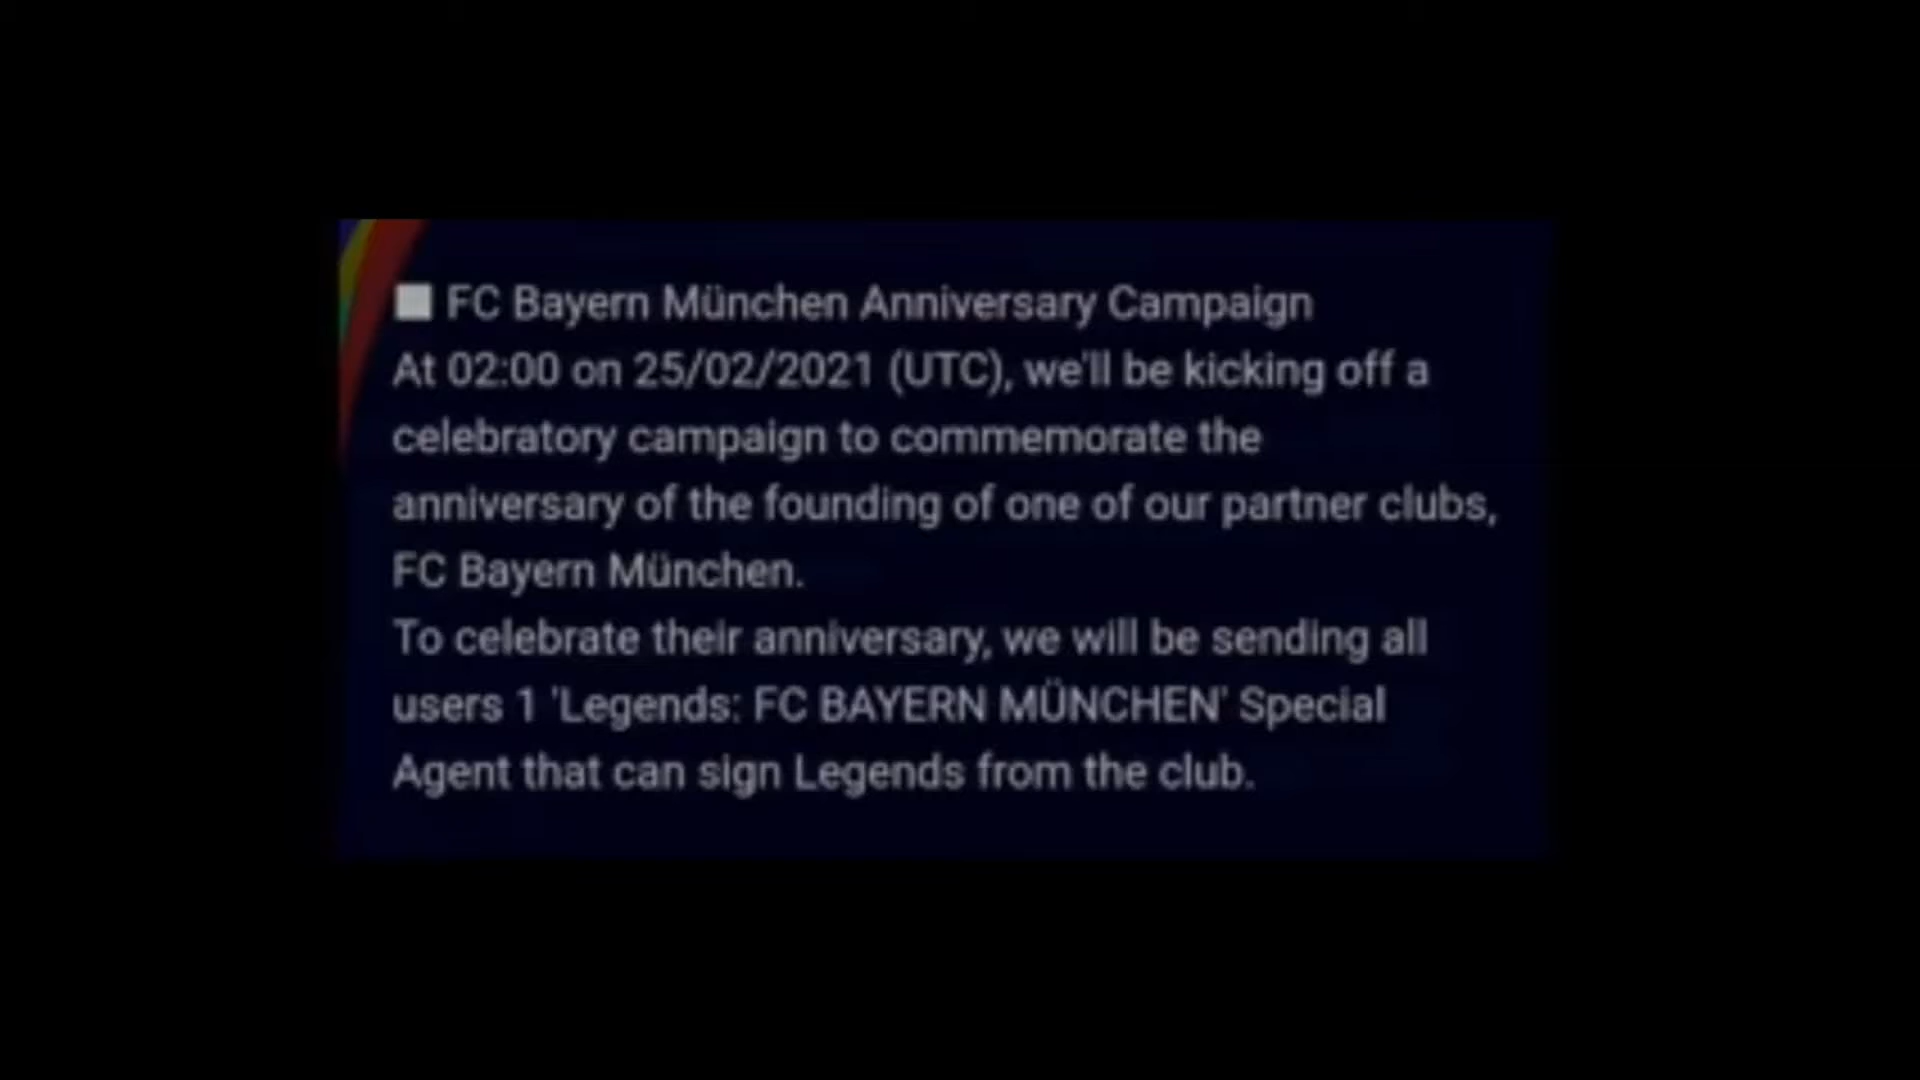 ■ FC Bayern München Anniversary Campaign
At 02:00 on 25/02/2021 (UTC), we'll be kicking off a
celebratory campaign to commemorate the
anniversary of the founding of one of our partner clubs,
FC Bayern München.
To celebrate their anniversary, we will be sending all
users 1 'Legends: FC BAYERN MÜNCHEN' Special
Agent that can sign Legends from the club.